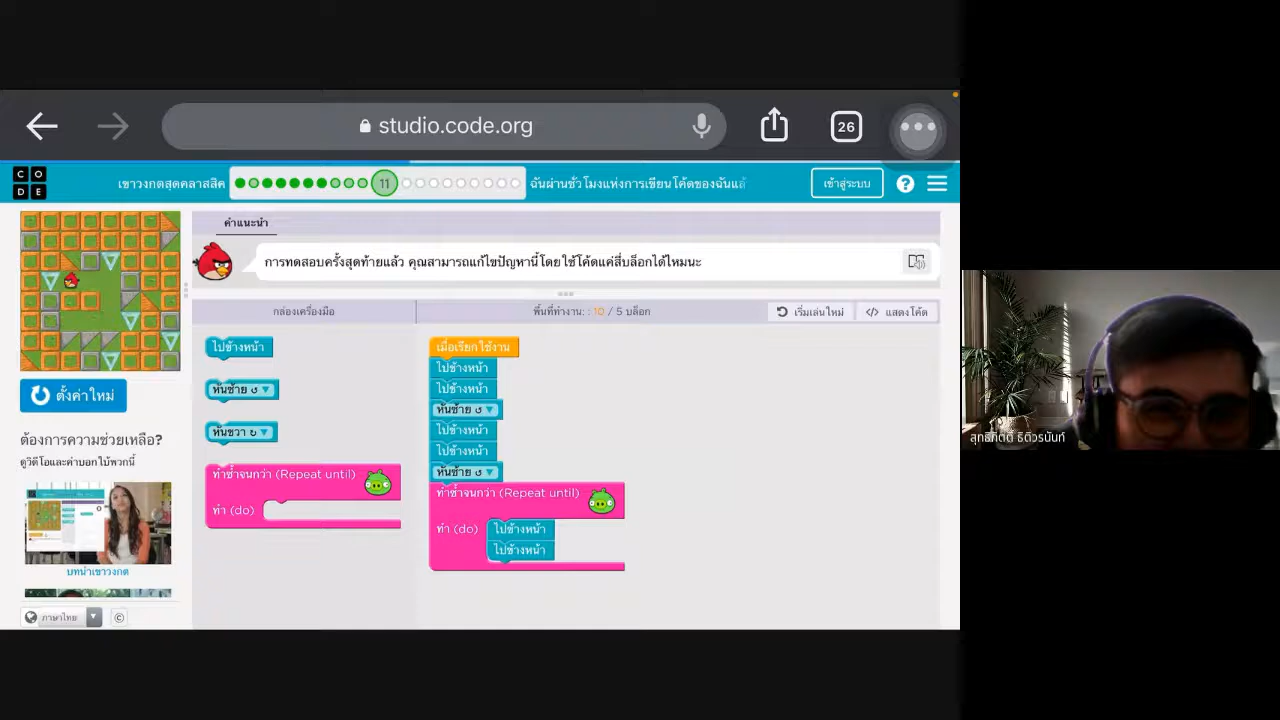 studio.code.org
26
CODE
เขาวงกตสุดคลาสสิค
11
ฉันผ่านชั่วโมงแห่งการเขียนโค้ดของฉันแล้
เข้าสู่ระบบ
?
คำแนะนำ
การทดสอบครั้งสุดท้ายแล้ว คุณสามารถแก้ไขปัญหานี้โดยใช้โค้ดแค่สี่บล็อกได้ไหมนะ
กล่องเครื่องมือ
พื้นที่ทำงาน: : 10 / 5 บล็อก
เริ่มเล่นใหม่
</> แสดงโค้ด
ไปข้างหน้า
หันซ้าย ↺
หันขวา ↻
ทำซ้ำจนกว่า (Repeat until)
ทำ (do)
เมื่อเรียกใช้งาน
ไปข้างหน้า
ไปข้างหน้า
หันซ้าย ↺
ไปข้างหน้า
ไปข้างหน้า
หันซ้าย ↺
ทำซ้ำจนกว่า (Repeat until)
ทำ (do)
ไปข้างหน้า
ไปข้างหน้า
ตั้งค่าใหม่
ต้องการความช่วยเหลือ?
ดูวิดีโอและคำบอกใบ้พวกนี้
บทนำเขาวงกต
ภาษาไทย
©
สุทธิภัตติ์ ธิติวรนันท์